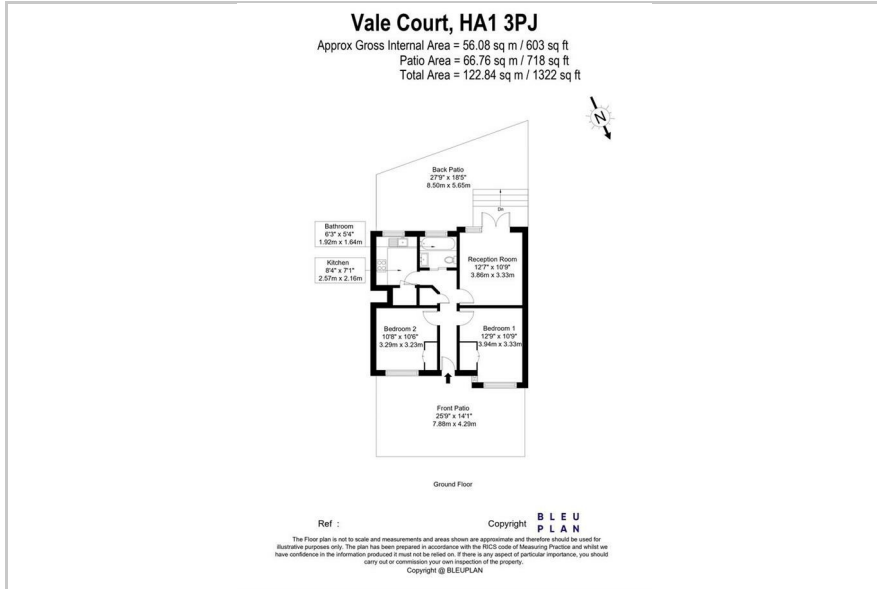 Vale Court, HA1 3PJ
Approx Gross Internal Area = 56.08 sq m / 603 sq ft
Patio Area = 66.76 sq m / 718 sq ft
Total Area = 122.84 sq m / 1322 sq ft
N
Back Patio
27'9" x 18'5"
8.50m x 5.65m
Dn
Bathroom
6'3" x 5'4"
1.92m x 1.64m
Kitchen
8'4" x 7'1"
2.57m x 2.16m
Reception Room
12'7" x 10'9"
3.86m x 3.33m
Bedroom 2
10'8" x 10'6"
3.29m x 3.23m
Bedroom 1
12'9" x 10'9"
3.94m x 3.33m
Front Patio
25'9" x 14'1"
7.88m x 4.29m
Ground Floor
Ref :
Copyright
BLEU
PLAN
The Floor plan is not to scale and measurements and areas shown are approximate and therefore should be used for
illustrative purposes only. The plan has been prepared in accordance with the RICS code of Measuring Practice and whilst we
have confidence in the information produced it must not be relied on. If there is any aspect of particular importance, you should
carry out or commission your own inspection of the property.
Copyright @ BLEUPLAN